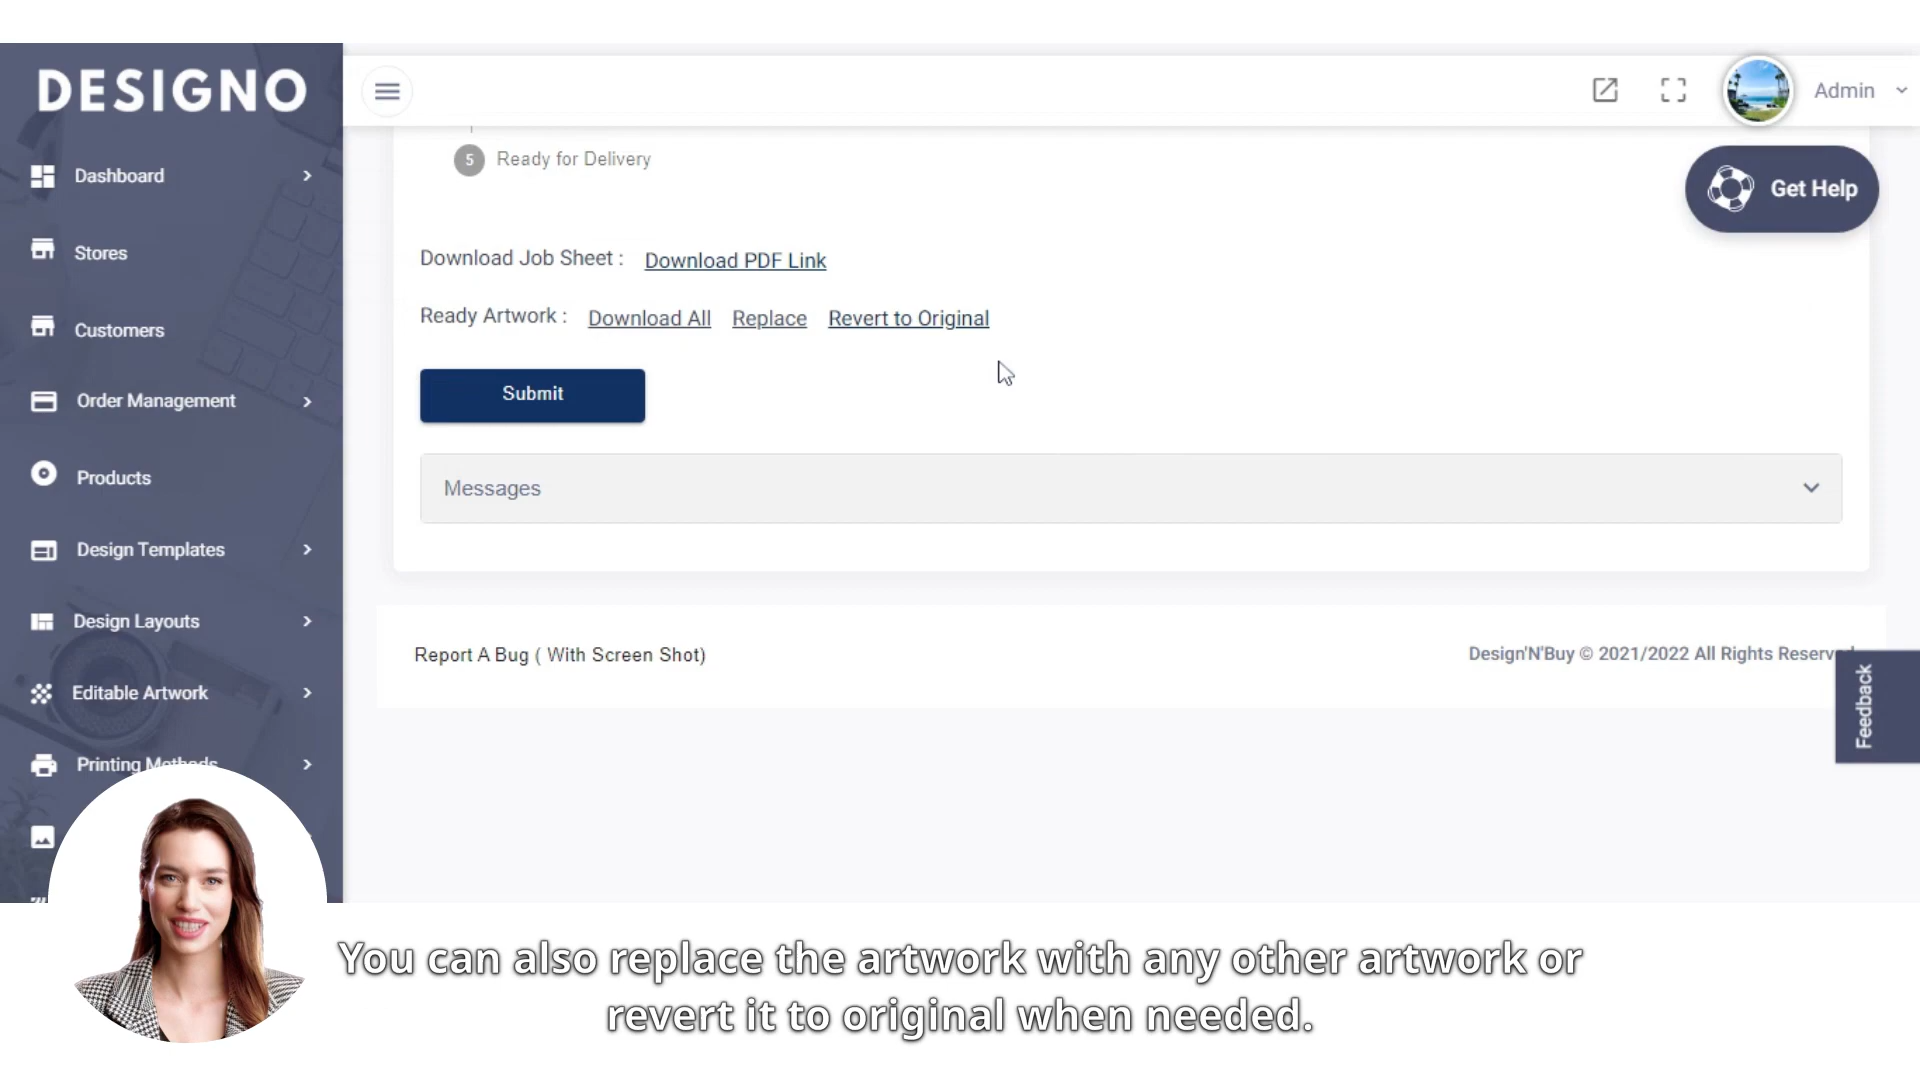 DESIGNO
Admin
Dashboard
5 Ready for Delivery
Get Help
Stores
Download Job Sheet : Download PDF Link
Ready Artwork : Download All Replace Revert to Original
Customers
Order Management
Submit
Products
Messages
Design Templates
Design Layouts
Report A Bug ( With Screen Shot)
Design'N'Buy © 2021/2022 All Rights Reserved
Feedback
Editable Artwork
Printing Methods
You can also replace the artwork with any other artwork or
revert it to original when needed.